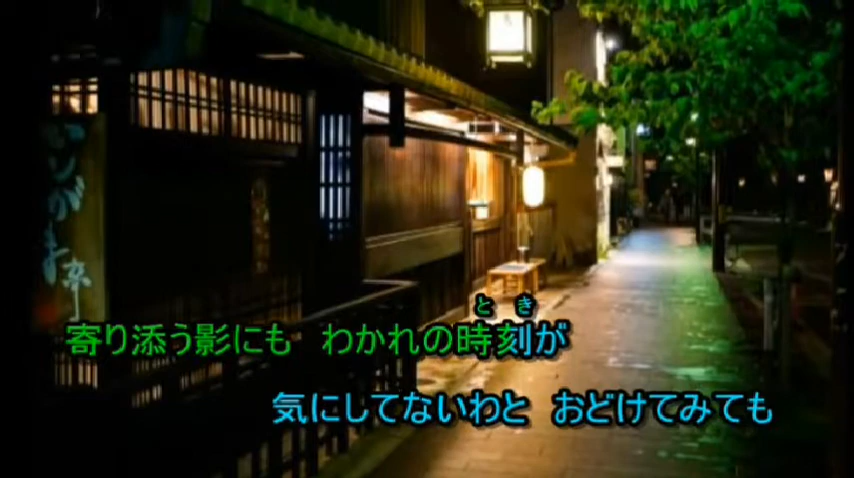 とき
寄り添う影にも わかれの時刻が
気にしてないわと おどけてみても